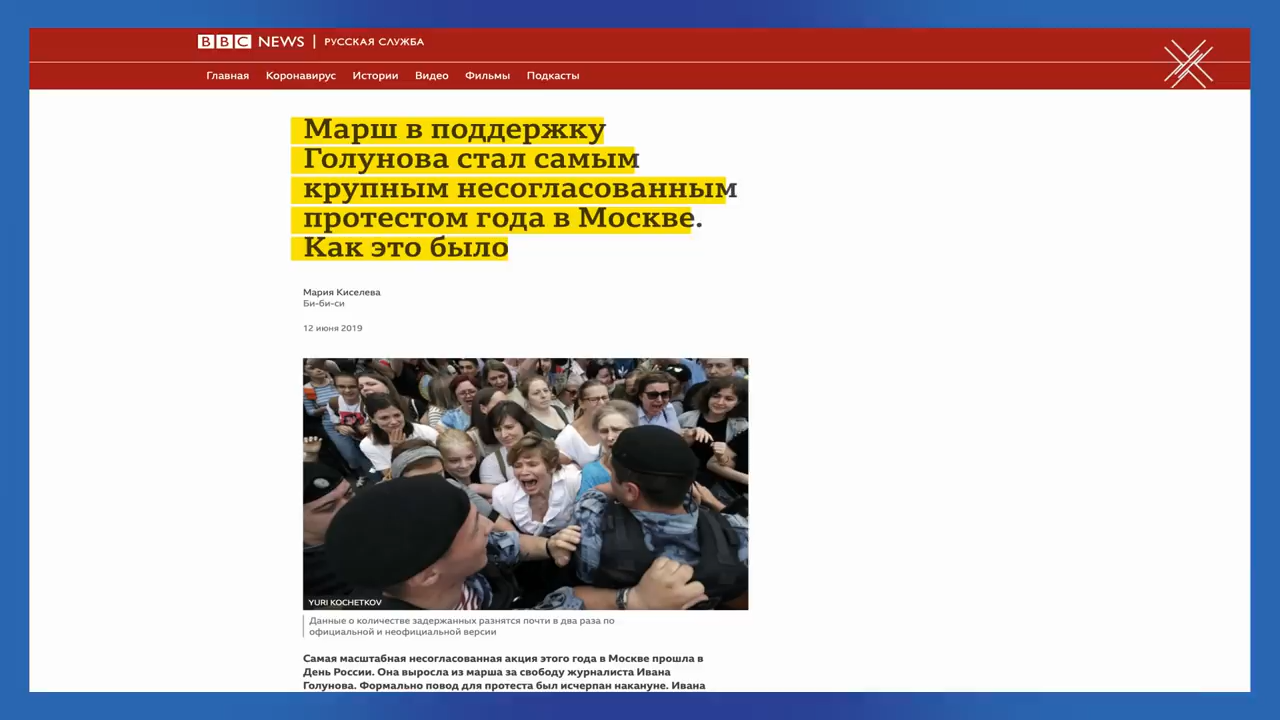 BBC NEWS | РУССКАЯ СЛУЖБА
Главная Коронавирус Истории Видео Фильмы Подкасты
Марш в поддержку
Голунова стал самым
крупным несогласованным
протестом года в Москве.
Как это было
Мария Киселева
Би-би-си
12 июня 2019
YURI KOCHETKOV
Данные о количестве задержанных разнятся почти в два раза по
официальной и неофициальной версии
Самая масштабная несогласованная акция этого года в Москве прошла в
День России. Она выросла из марша за свободу журналиста Ивана
Голунова. Формально повод для протеста был исчерпан накануне. Ивана